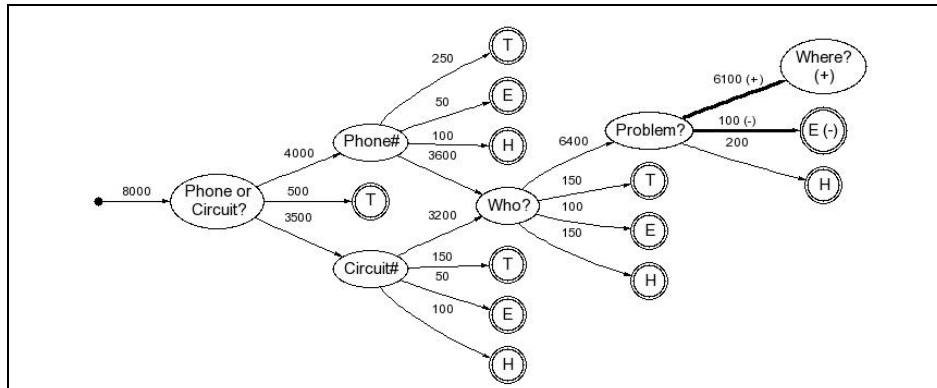 8000
Phone or
Circuit?
4000
500
T
3500
Phone#
250
T
50
E
100
H
3600
Circuit#
3200
150
T
50
E
100
H
Who?
6400
150
T
100
E
150
H
Problem?
6100 (+)
Where?
(+)
100 (-)
E (-)
200
H